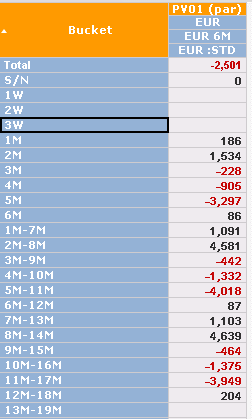 Bucket PV01 (par)
EUR
EUR 6M
EUR :STD
Total -2,501
S/N 0
1W
2W
3W
1M 186
2M 1,534
3M -228
4M -905
5M -3,297
6M 86
1M-7M 1,091
2M-8M 4,581
3M-9M -442
4M-10M -1,332
5M-11M -4,018
6M-12M 87
7M-13M 1,103
8M-14M 4,639
9M-15M -464
10M-16M -1,375
11M-17M -3,949
12M-18M 204
13M-19M